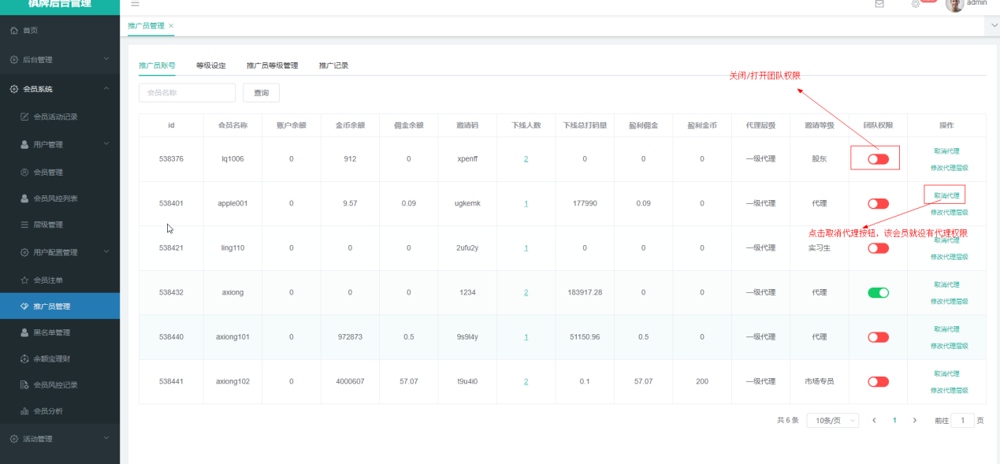 棋牌后台管理
admin
首页
推广员管理 ×
后台管理
推广员账号 等级设定 推广员等级管理 推广记录
关闭/打开团队权限
会员系统
会员名称 查询
会员活动记录
id 会员名称 账户余额 金币余额 佣金余额 邀请码 下线人数 下线总打码量 盈利佣金 盈利金币 代理层级 邀请等级 团队权限 操作
用户管理
538376 lq1006 0 912 0 xpenff 2 0 0 0 一级代理 股东 取消代理
修改代理层级
会员管理
538401 apple001 0 9.57 0.09 ugkemk 1 177990 0.09 0 一级代理 代理 取消代理
修改代理层级
会员风控列表
层级管理
点击取消代理按钮，该会员就没有代理权限
538421 ling110 0 0 0 2ufu2y 1 0 0 0 一级代理 实习生 取消代理
修改代理层级
用户配置管理
会员注单
538432 axiong 0 0 0 1234 2 183917.28 0 0 一级代理 代理 取消代理
修改代理层级
推广员管理
黑名单管理
538440 axiong101 0 972873 0.5 9s9l4y 1 51150.96 0.5 0 一级代理 代理 取消代理
修改代理层级
余额宝理财
538441 axiong102 0 4000607 57.07 t9u4i0 2 0.1 57.07 200 一级代理 市场专员 取消代理
修改代理层级
会员风控记录
会员分析
共 6 条 10条/页 1 前往 1 页
活动管理